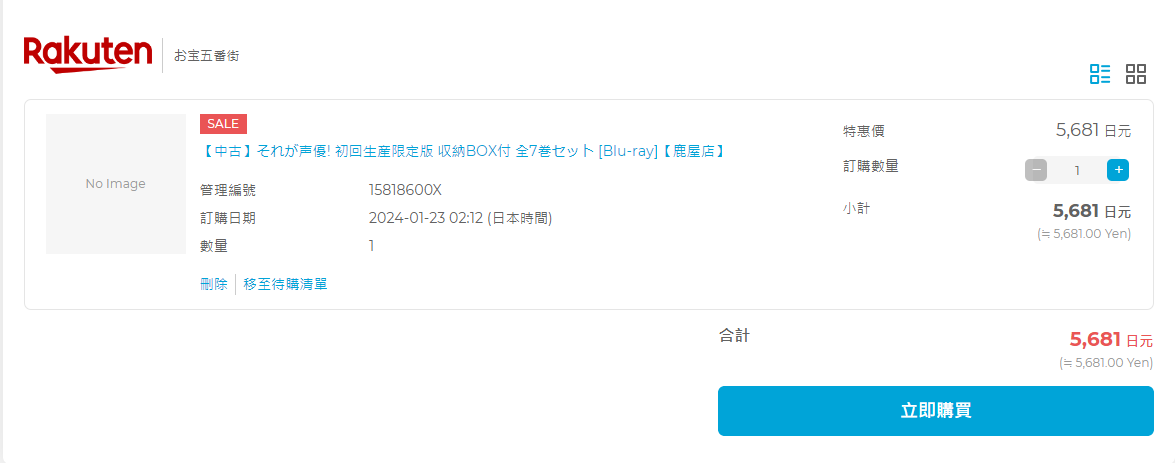 Rakuten お宝五番街
No Image
SALE
【中古】それが声優! 初回生産限定版 収納BOX付 全7巻セット [Blu-ray]【鹿屋店】
管理編號 15818600X
訂購日期 2024-01-23 02:12 (日本時間)
數量 1
刪除 移至待購清單
特惠價 5,681 日元
訂購數量 − 1 +
小計 5,681 日元
(≒ 5,681.00 Yen)
合計 5,681 日元
(≒ 5,681.00 Yen)
立即購買